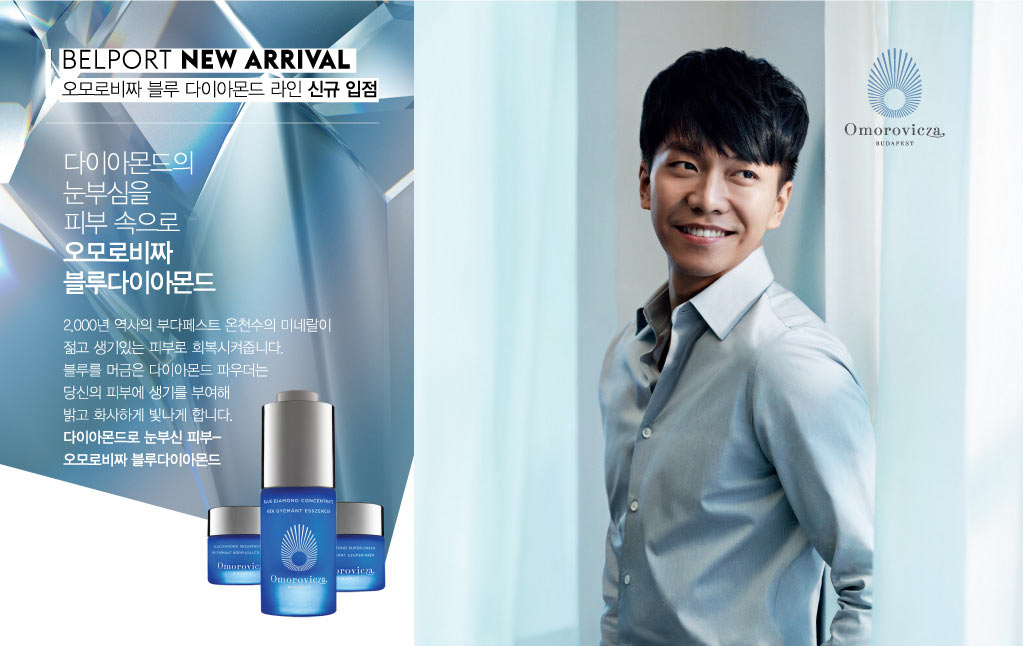 BELPORT NEW ARRIVAL
오모로비짜 블루 다이아몬드 라인 신규 입점
다이아몬드의
눈부심을
피부 속으로
오모로비짜
블루다이아몬드
2,000년 역사의 부다페스트 온천수의 미네랄이
젊고 생기있는 피부로 회복시켜줍니다.
블루를 머금은 다이아몬드 파우더는
당신의 피부에 생기를 부여해
밝고 화사하게 빛나게 합니다.
다이아몬드로 눈부신 피부–
오모로비짜 블루다이아몬드
BLUE DIAMOND CONCENTRATE
KÉK GYÉMÁNT ESSZENCIA
Omorovicza
BUDAPEST
BLUE DIAMOND
Omorovicza
SUPER-CREAM
Omorovicza
BUDAPEST